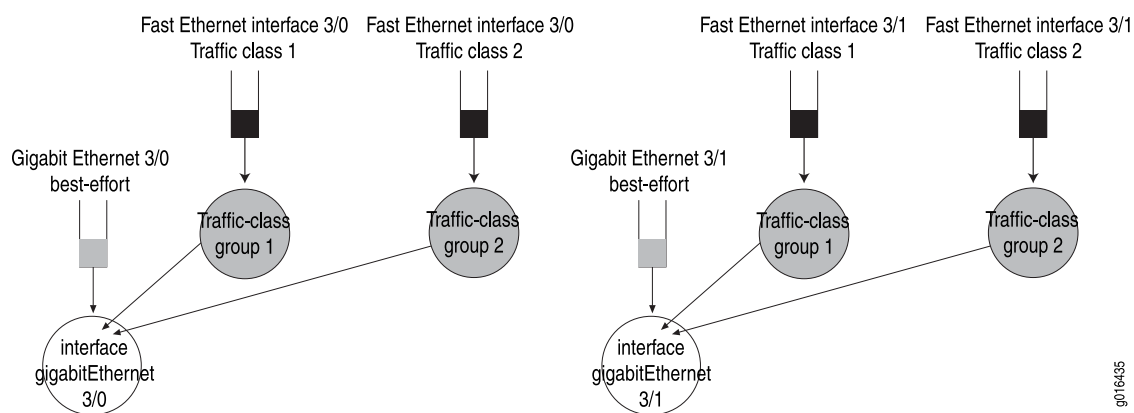 Fast Ethernet interface 3/0
Traffic class 1
Fast Ethernet interface 3/0
Traffic class 2
Gigabit Ethernet 3/0
best-effort
Traffic-class
group 1
Traffic-class
group 2
interface
gigabitEthernet
3/0
Fast Ethernet interface 3/1
Traffic class 1
Fast Ethernet interface 3/1
Traffic class 2
Gigabit Ethernet 3/1
best-effort
Traffic-class
group 1
Traffic-class
group 2
interface
gigabitEthernet
3/1
g016435